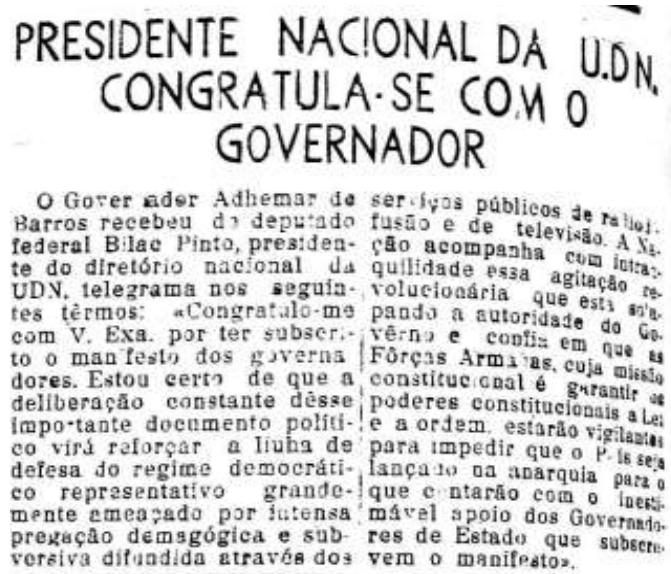 PRESIDENTE NACIONAL DA U.D.N.
CONGRATULA-SE COM O
GOVERNADOR
O Governador Adhemar de
Barros recebeu do deputado
federal Bilac Pinto, presiden-
te do diretório nacional da
UDN, telegrama nos seguin-
tes têrmos: «Congratulo-me
com V. Exa. por ter subscri-
to o manifesto dos governa
dores. Estou certo de que a
deliberação constante dêsse
importante documento políti-
co virá reforçar a linha de
defesa do regime democráti-
co representativo grande-
mente ameaçado por intensa
pregação demagógica e sub-
versiva difundida através dos
serviços públicos de radiodi-
fusão e de televisão. A Na-
ção acompanha com intran-
quilidade essa agitação re-
volucionária que está sola-
pando a autoridade do Go-
vêrno e confia em que as
Fôrças Armadas, cuja missão
constitucional é garantir os
poderes constitucionais a Lei
e a ordem, estarão vigilantes
para impedir que o País seja
lançado na anarquia para o
que contarão com o inesti-
mável apoio dos Governado-
res de Estado que subscre-
vem o manifesto».